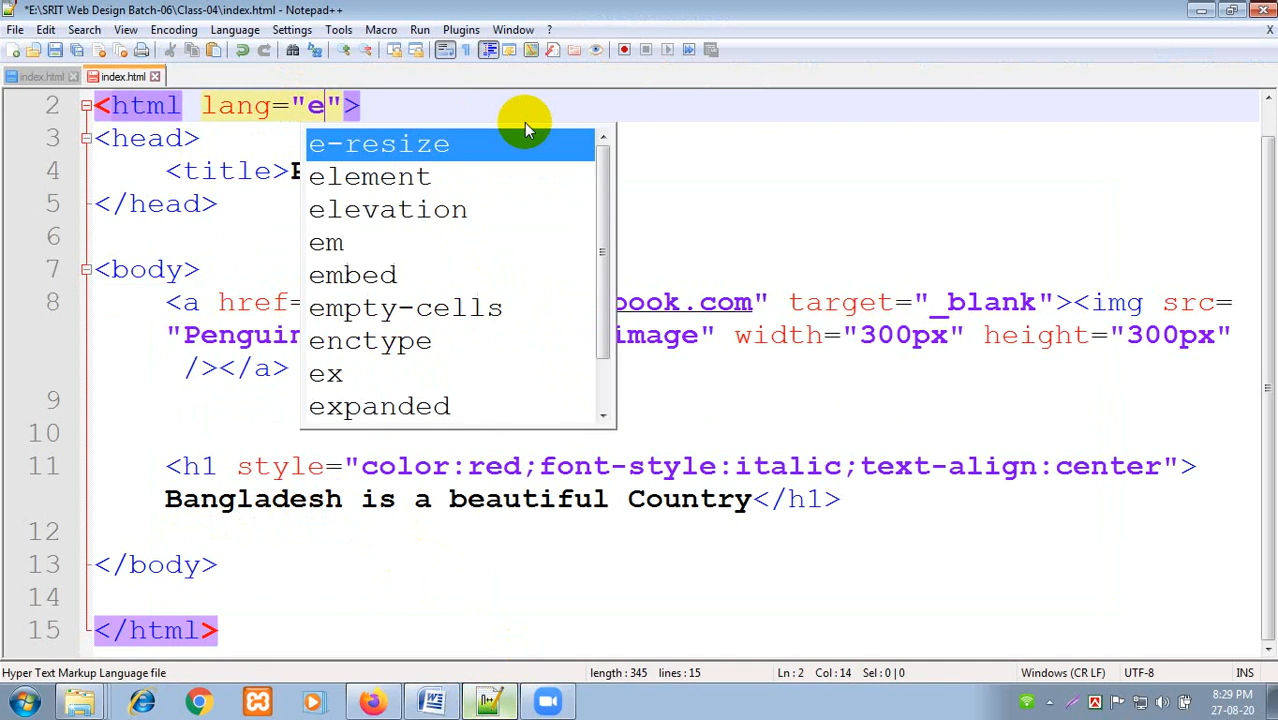 *E:\SRIT Web Design Batch-06\Class-04\index.html - Notepad++
File Edit Search View Encoding Language Settings Tools Macro Run Plugins Window ? X
index.html index.html
2 <html lang="e">
3 <head>
4 <title>
5 </head>
6
7 <body>
8 <a href= book.com" target="_blank"><img src=
"Penguin image" width="300px" height="300px"
/></a>
9
10
11 <h1 style="color:red;font-style:italic;text-align:center">
Bangladesh is a beautiful Country</h1>
12
13 </body>
14
15 </html>
e-resize
element
elevation
em
embed
empty-cells
enctype
ex
expanded
Hyper Text Markup Language file length : 345 lines : 15 Ln : 2 Col : 14 Sel : 0 | 0 Windows (CR LF) UTF-8 INS
8:29 PM
27-08-20